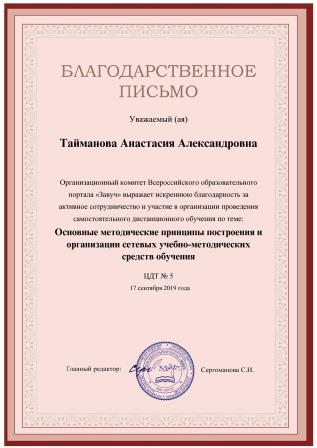 БЛАГОДАРСТВЕННОЕ
ПИСЬМО
Уважаемый (ая)
Тайманова Анастасия Александровна
Организационный комитет Всероссийского образовательного
портала «Завуч» выражает искреннюю благодарность за
активное сотрудничество и участие в организации проведения
самостоятельного дистанционного обучения по теме:
Основные методические принципы построения и
организации сетевых учебно-методических
средств обучения
ЦДТ № 5
17 сентября 2019 года
Главный редактор:
Сергоманова С.И.